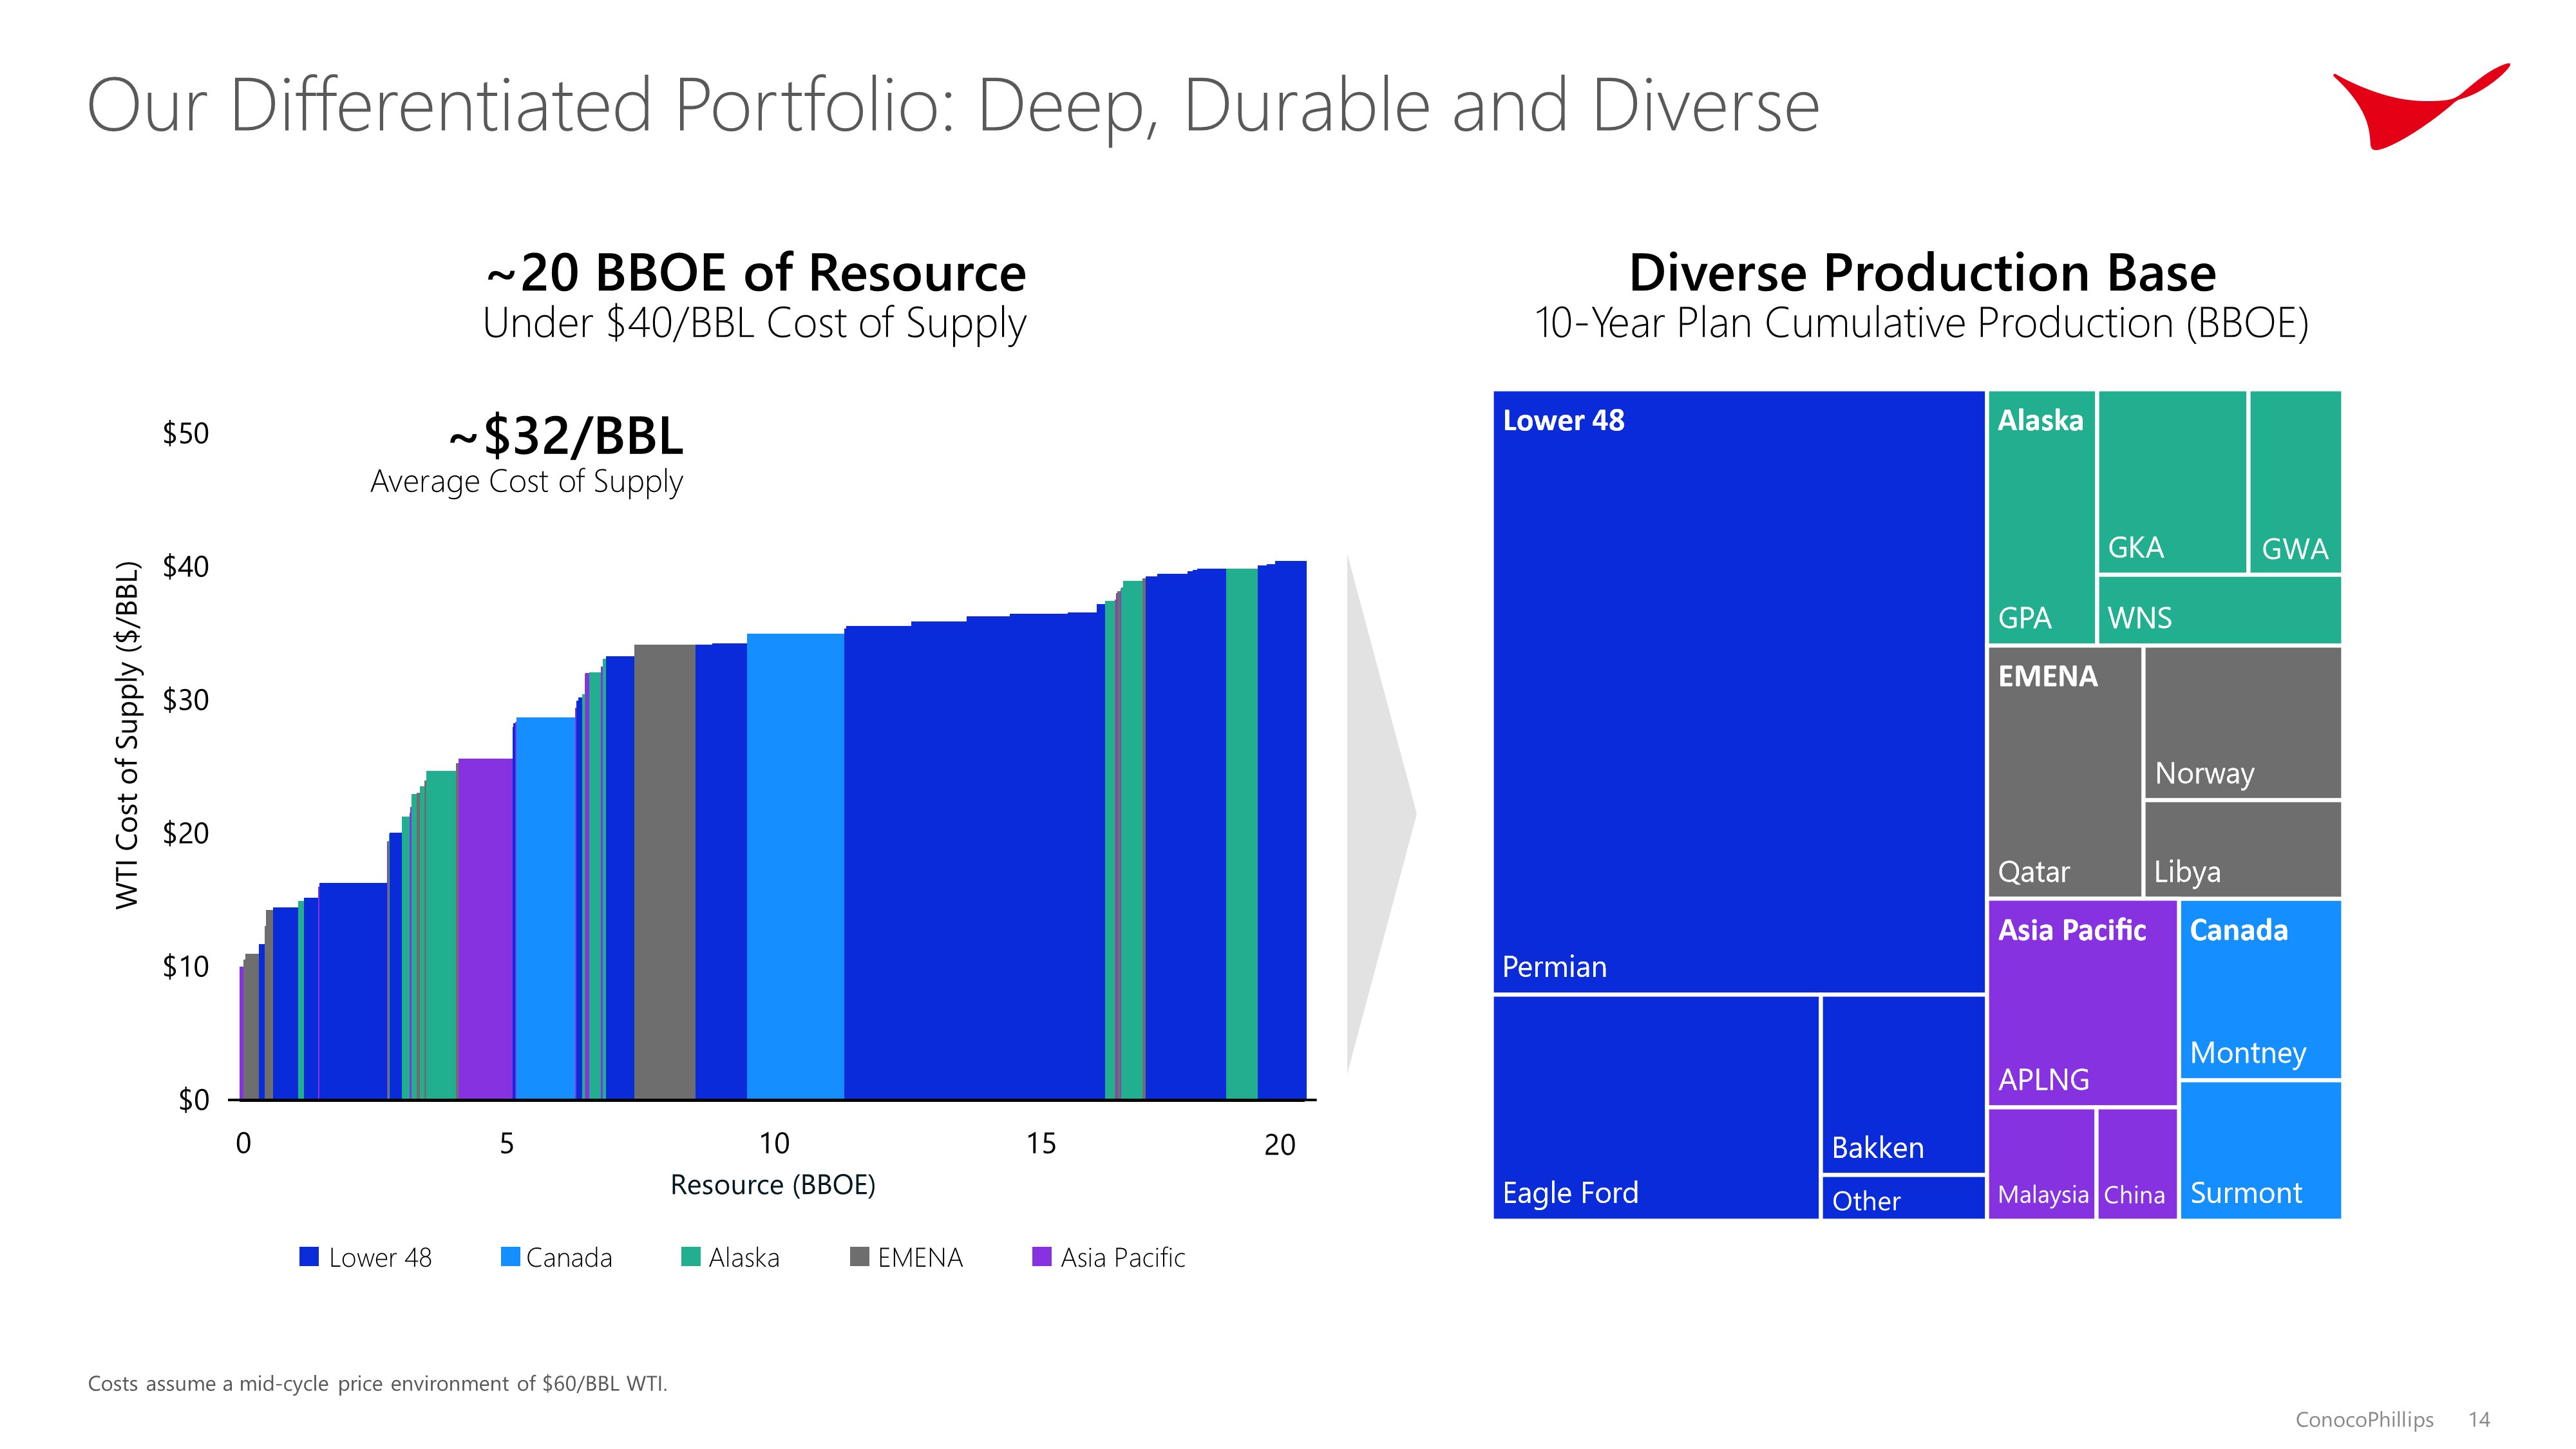 Our Differentiated Portfolio: Deep, Durable and Diverse
~20 BBOE of Resource
Under $40/BBL Cost of Supply
~$32/BBL
Average Cost of Supply
WTI Cost of Supply ($/BBL)
$50
$40
$30
$20
$10
$0
0 5 10 15 20
Resource (BBOE)
Lower 48 Canada Alaska EMENA Asia Pacific
Diverse Production Base
10-Year Plan Cumulative Production (BBOE)
Lower 48
Permian
Eagle Ford
Bakken
Other
Alaska
GPA
GKA
GWA
WNS
EMENA
Qatar
Norway
Libya
Asia Pacific
APLNG
Malaysia
China
Canada
Montney
Surmont
Costs assume a mid-cycle price environment of $60/BBL WTI.
ConocoPhillips 14